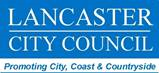 LANCASTER
CITY COUNCIL
Promoting City, Coast & Countryside